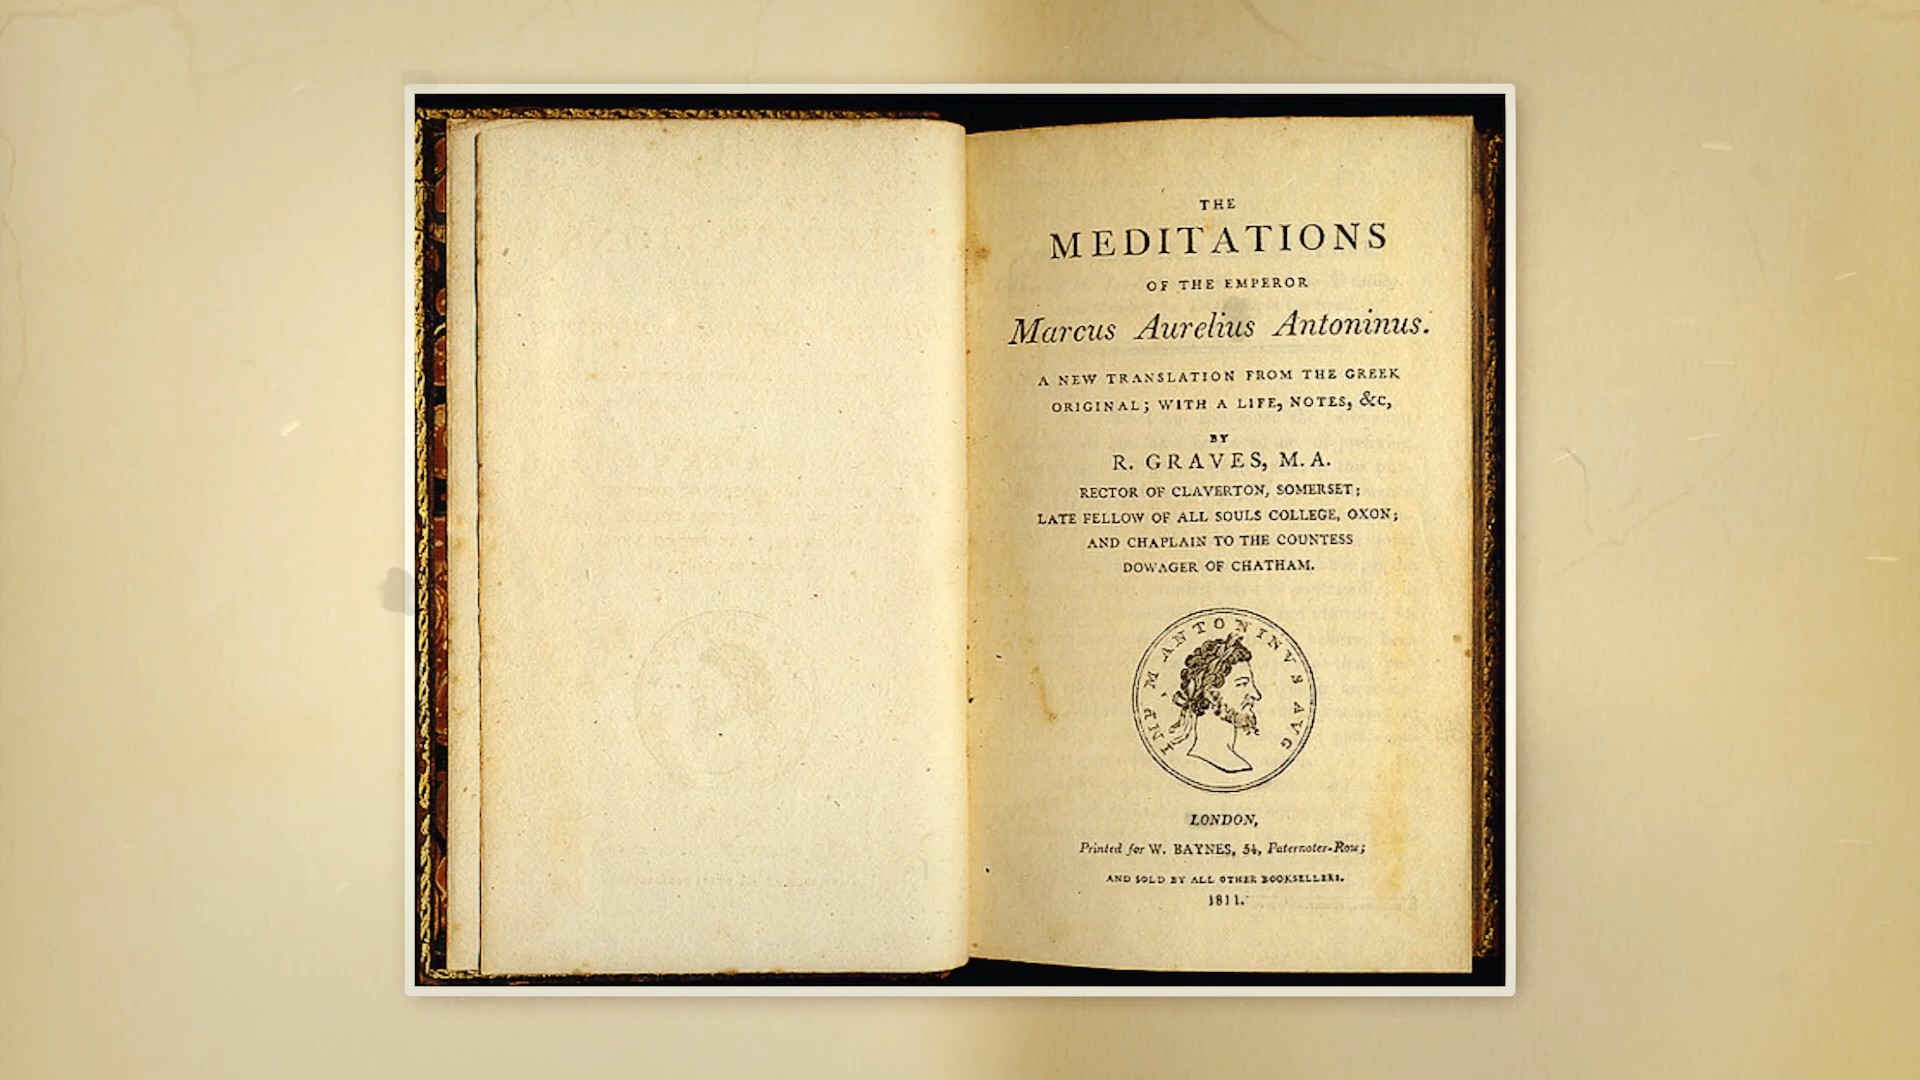 THE
MEDITATIONS
OF THE EMPEROR
Marcus Aurelius Antoninus.
A NEW TRANSLATION FROM THE GREEK
ORIGINAL; WITH A LIFE, NOTES, &C,
BY
R. GRAVES, M.A.
RECTOR OF CLAVERTON, SOMERSET;
LATE FELLOW OF ALL SOULS COLLEGE, OXON;
AND CHAPLAIN TO THE COUNTESS
DOWAGER OF CHATHAM.
IMP M ANTONINVS AVG
LONDON,
Printed for W. BAYNES, 54, Paternoster-Row;
AND SOLD BY ALL OTHER BOOKSELLERS.
1811.